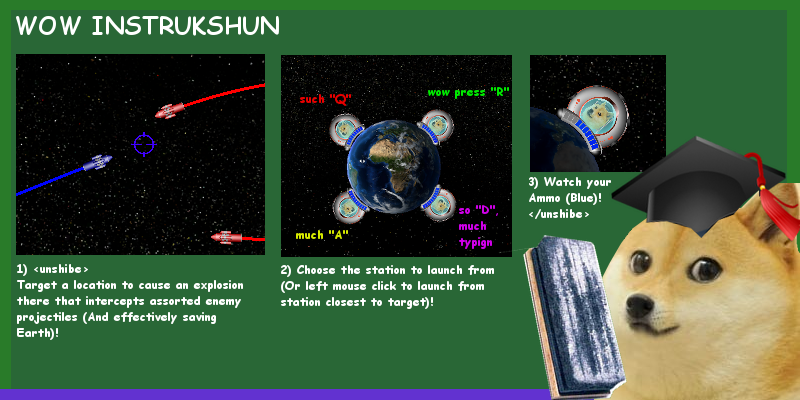 WOW INSTRUKSHUN
such "Q"
wow press "R"
much "A"
so "D",
much
typign
1) <unshibe>
Target a location to cause an explosion
there that intercepts assorted enemy
projectiles (And effectively saving
Earth)!
2) Choose the station to launch from
(Or left mouse click to launch from
station closest to target)!
3) Watch your
Ammo (Blue)!
</unshibe>